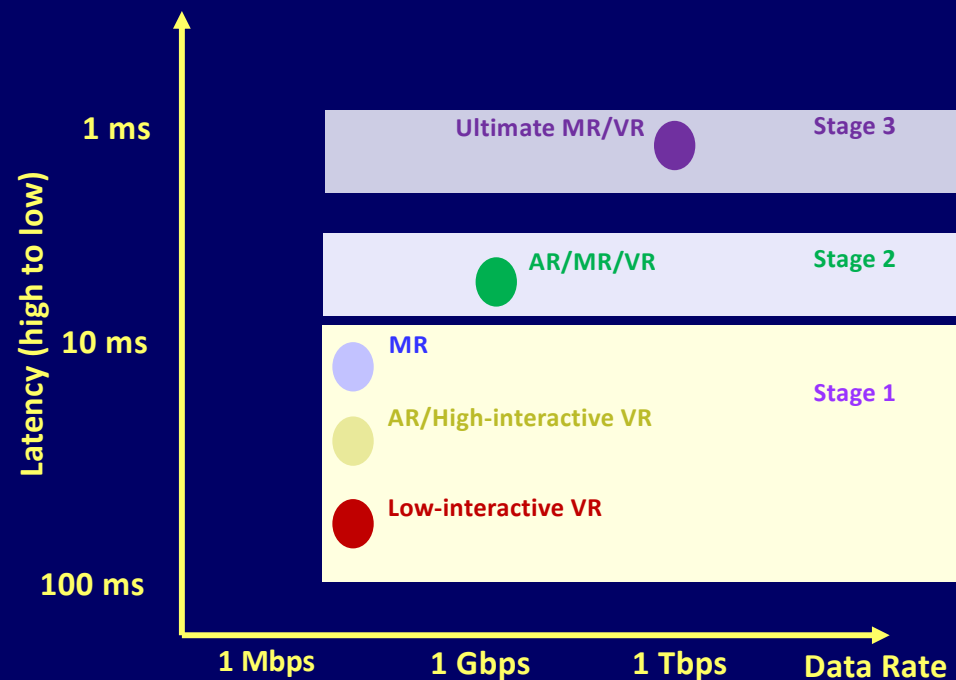 1 ms
Ultimate MR/VR
Stage 3
AR/MR/VR
Stage 2
Latency (high to low)
10 ms
MR
Stage 1
AR/High-interactive VR
Low-interactive VR
100 ms
1 Mbps
1 Gbps
1 Tbps
Data Rate